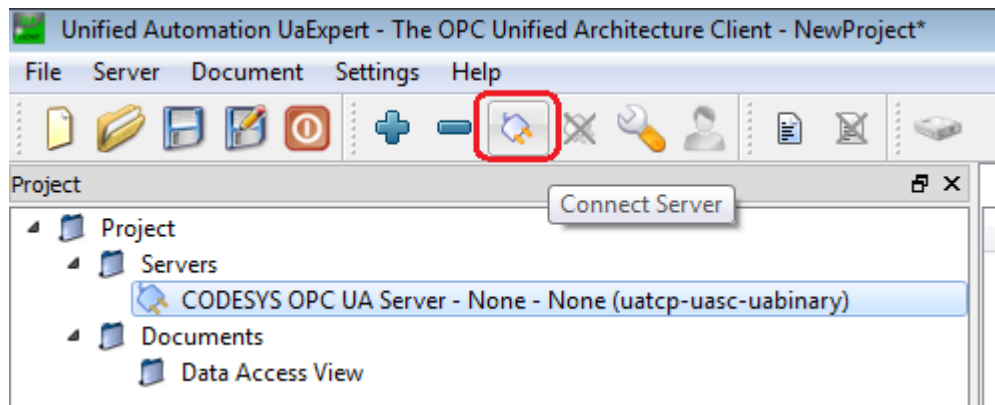 Unified Automation UaExpert - The OPC Unified Architecture Client - NewProject*
File Server Document Settings Help
Project
Connect Server
Project
Servers
CODESYS OPC UA Server - None - None (uatcp-uasc-uabinary)
Documents
Data Access View